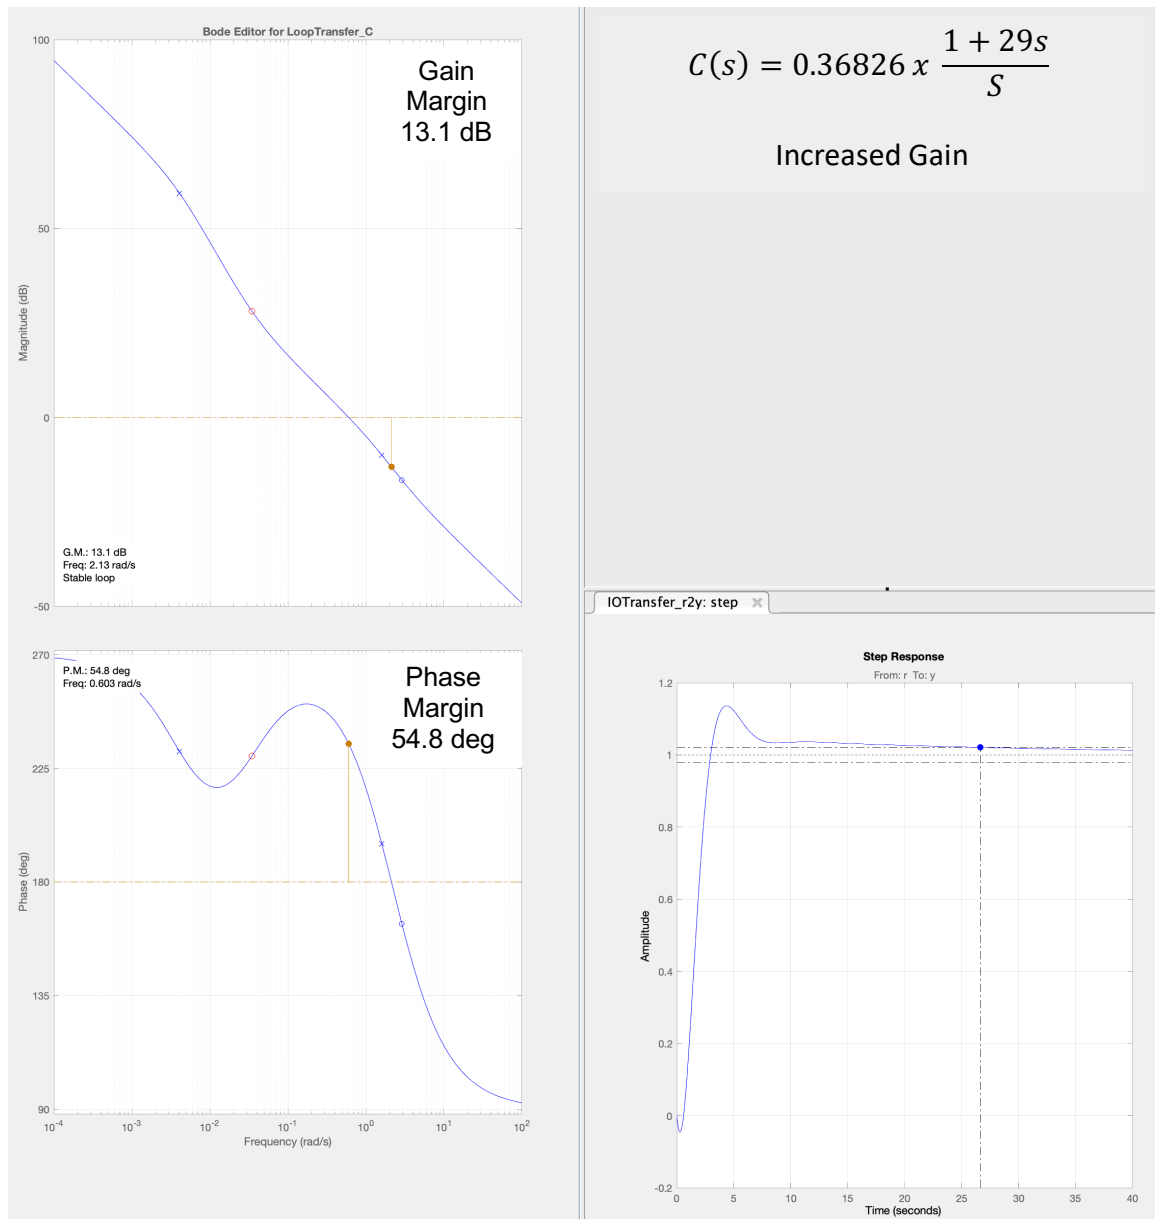 Bode Editor for LoopTransfer_C
Gain
Margin
13.1 dB
100
50
0
-50
Magnitude (dB)
G.M.: 13.1 dB
Freq: 2.13 rad/s
Stable loop
P.M.: 54.8 deg
Freq: 0.603 rad/s
Phase
Margin
54.8 deg
270
225
180
135
90
Phase (deg)
10^-4
10^-3
10^-2
10^-1
10^0
10^1
10^2
Frequency (rad/s)
C(s) = 0.36826 x (1 + 29s)/S
Increased Gain
IOTransfer_r2y: step
Step Response
From: r To: y
1.2
1
0.8
0.6
0.4
0.2
0
-0.2
Amplitude
0
5
10
15
20
25
30
35
40
Time (seconds)